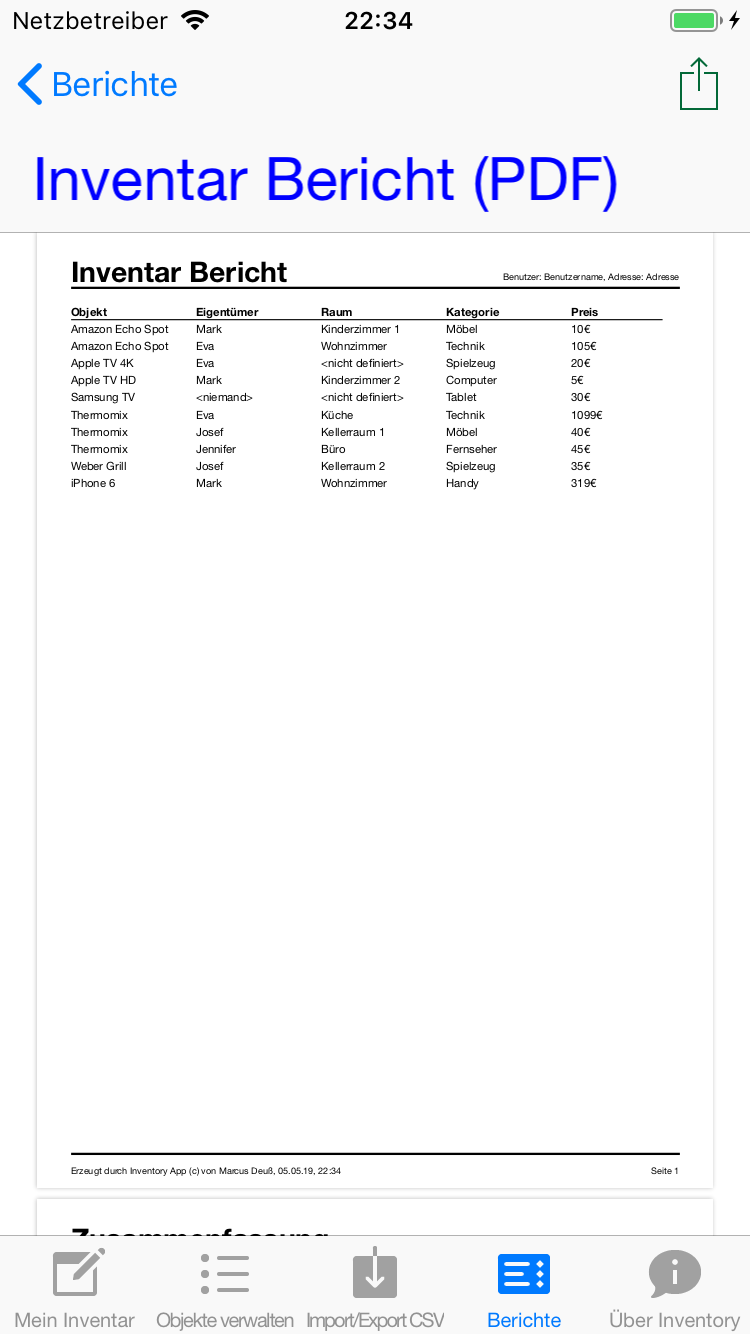 Netzbetreiber 22:34
Berichte
Inventar Bericht (PDF)
Inventar Bericht Benutzer: Benutzername, Adresse: Adresse
Objekt Eigentümer Raum Kategorie Preis
Amazon Echo Spot Mark Kinderzimmer 1 Möbel 10€
Amazon Echo Spot Eva Wohnzimmer Technik 105€
Apple TV 4K Eva <nicht definiert> Spielzeug 20€
Apple TV HD Mark Kinderzimmer 2 Computer 5€
Samsung TV <niemand> <nicht definiert> Tablet 30€
Thermomix Eva Küche Technik 1099€
Thermomix Josef Kellerraum 1 Möbel 40€
Thermomix Jennifer Büro Fernseher 45€
Weber Grill Josef Kellerraum 2 Spielzeug 35€
iPhone 6 Mark Wohnzimmer Handy 319€
Erzeugt durch Inventory App (c) von Marcus Deuß, 05.05.19, 22:34 Seite 1
Zusammenfassung
Mein Inventar Objekte verwalten Import/Export CSV Berichte Über Inventory